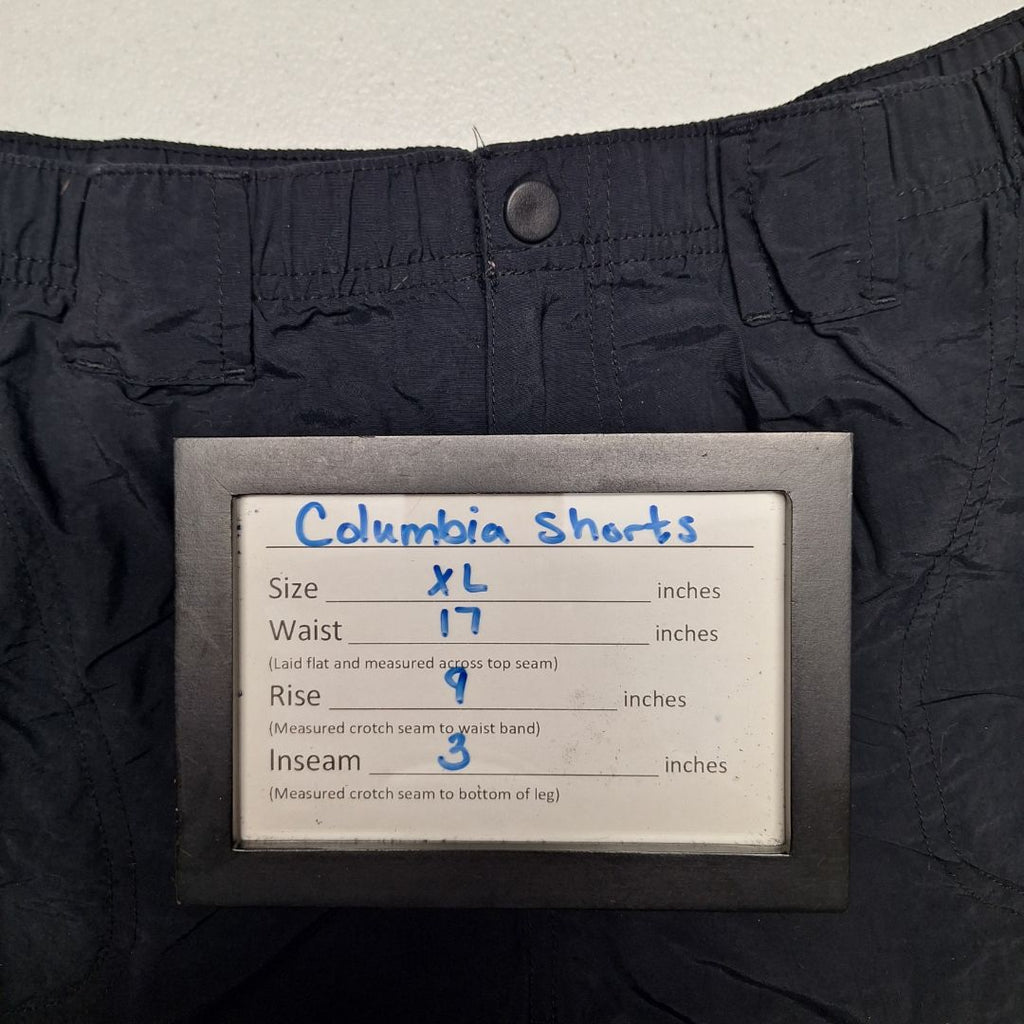 Columbia Shorts
Size XL inches
Waist 17 inches
(Laid flat and measured across top seam)
Rise 9 inches
(Measured crotch seam to waist band)
Inseam 3 inches
(Measured crotch seam to bottom of leg)